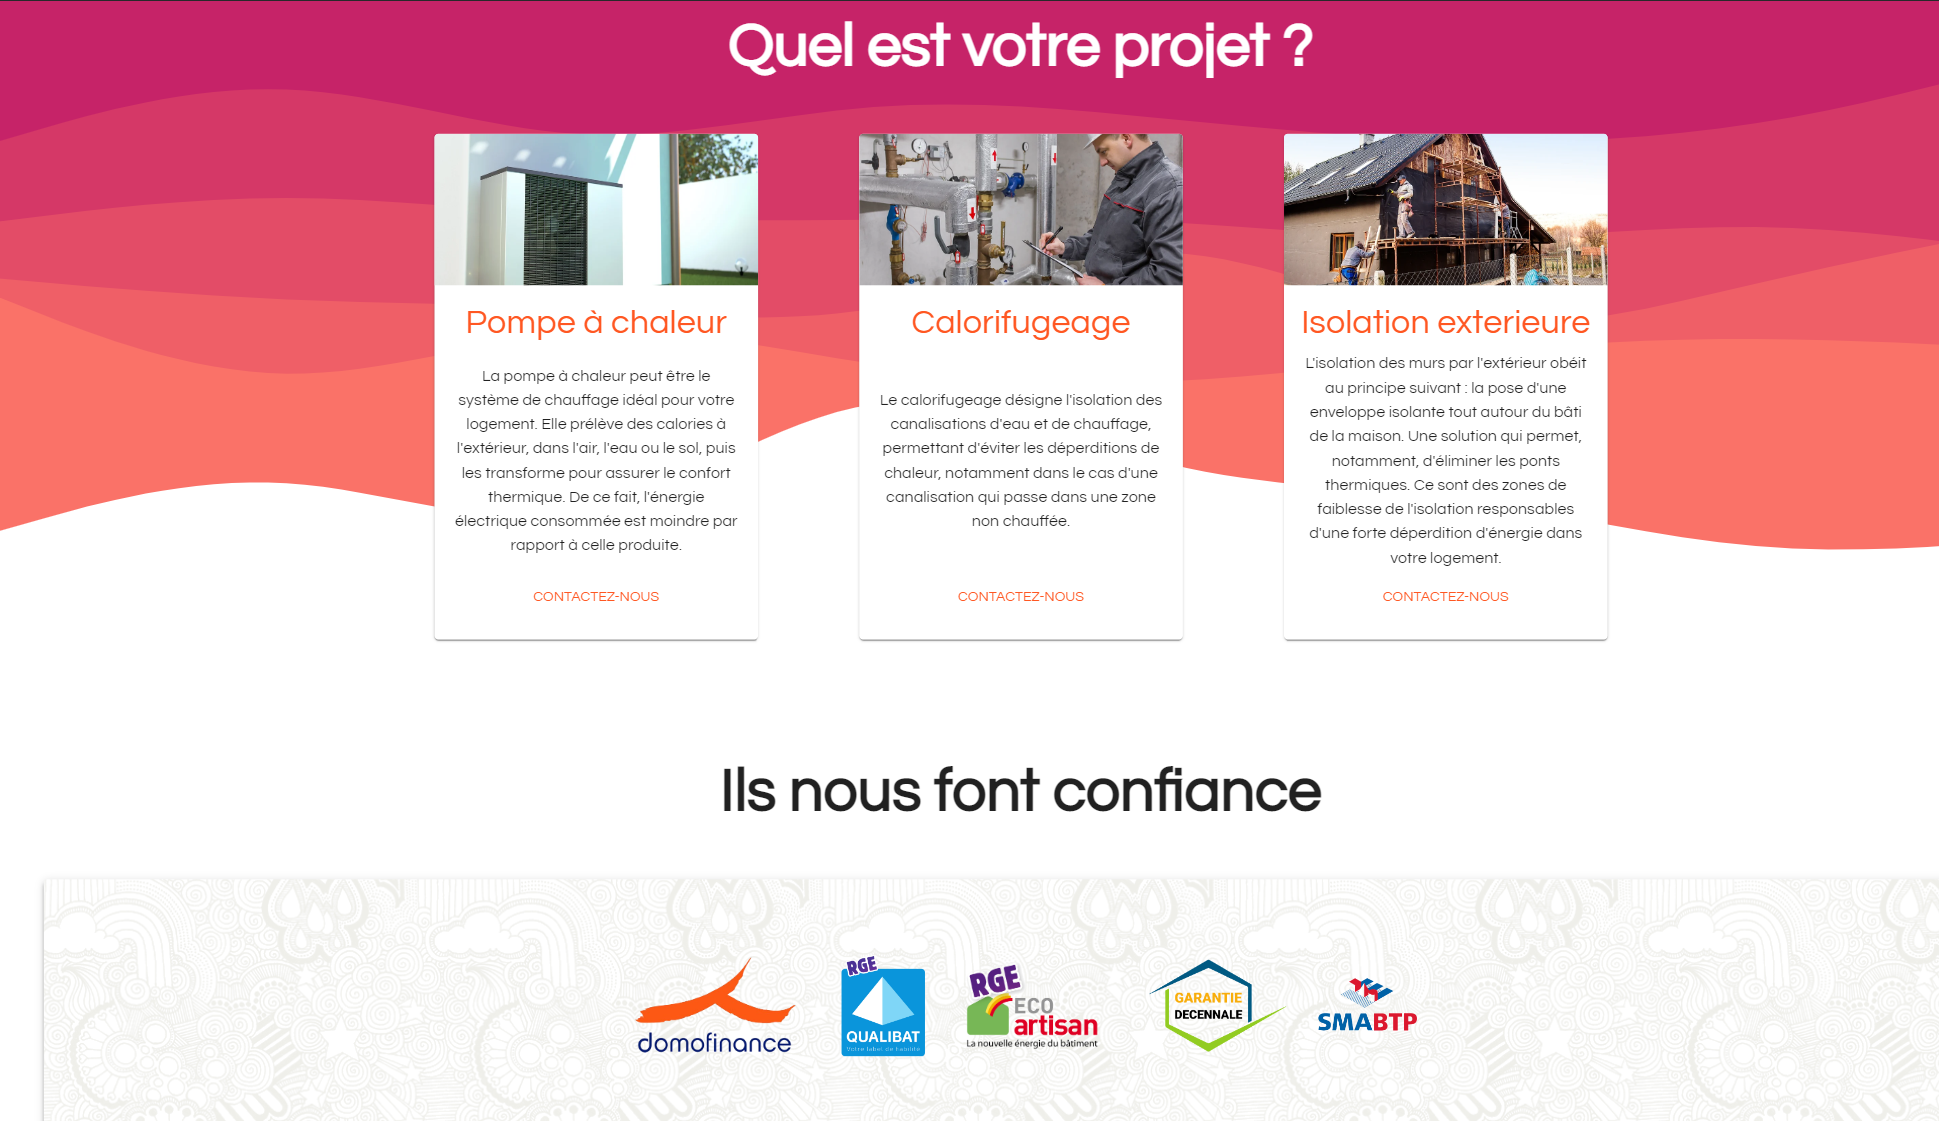 Quel est votre projet ?
Pompe à chaleur
La pompe à chaleur peut être le
système de chauffage idéal pour votre
logement. Elle prélève des calories à
l'extérieur, dans l'air, l'eau ou le sol, puis
les transforme pour assurer le confort
thermique. De ce fait, l'énergie
électrique consommée est moindre par
rapport à celle produite.
CONTACTEZ-NOUS
Calorifugeage
Le calorifugeage désigne l'isolation des
canalisations d'eau et de chauffage,
permettant d'éviter les déperditions de
chaleur, notamment dans le cas d'une
canalisation qui passe dans une zone
non chauffée.
CONTACTEZ-NOUS
Isolation exterieure
L'isolation des murs par l'extérieur obéit
au principe suivant : la pose d'une
enveloppe isolante tout autour du bâti
de la maison. Une solution qui permet,
notamment, d'éliminer les ponts
thermiques. Ce sont des zones de
faiblesse de l'isolation responsables
d'une forte déperdition d'énergie dans
votre logement.
CONTACTEZ-NOUS
Ils nous font confiance
domofinance
RGE
QUALIBAT
Votre label de fiabilité
RGE
ECO
artisan
La nouvelle énergie du bâtiment
GARANTIE
DECENNALE
SMABTP